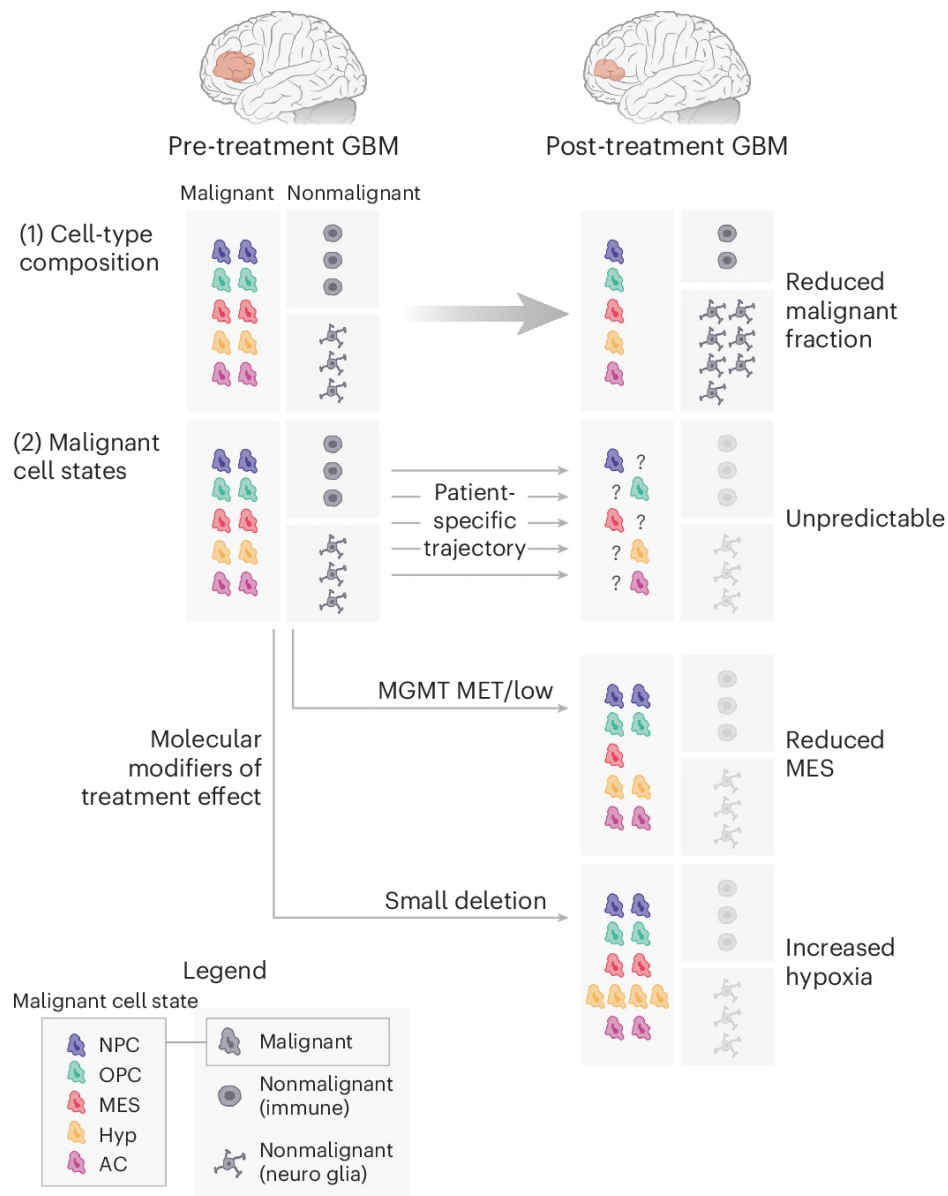 Pre-treatment GBM
Post-treatment GBM
Malignant
Nonmalignant
(1) Cell-type
composition
Reduced
malignant
fraction
(2) Malignant
cell states
Patient-
specific
trajectory
?
?
?
?
?
Unpredictable
MGMT MET/low
Reduced
MES
Molecular
modifiers of
treatment effect
Small deletion
Increased
hypoxia
Legend
Malignant cell state
NPC
OPC
MES
Hyp
AC
Malignant
Nonmalignant
(immune)
Nonmalignant
(neuro glia)